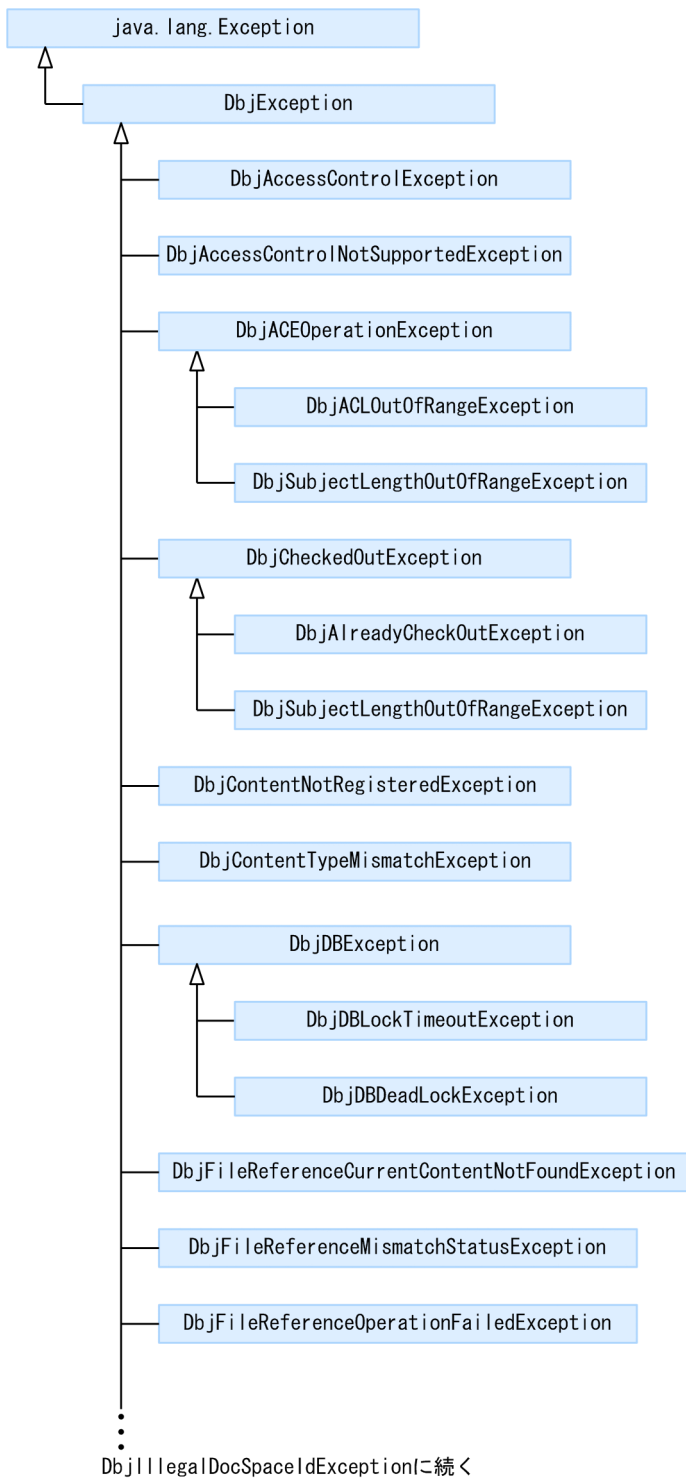 java.lang.Exception
DbjException
DbjAccessControlException
DbjAccessControlNotSupportedException
DbjACEOperationException
DbjACLOutOfRangeException
DbjSubjectLengthOutOfRangeException
DbjCheckedOutException
DbjAlreadyCheckOutException
DbjSubjectLengthOutOfRangeException
DbjContentNotRegisteredException
DbjContentTypeMismatchException
DbjDBException
DbjDBLockTimeoutException
DbjDBDeadLockException
DbjFileReferenceCurrentContentNotFoundException
DbjFileReferenceMismatchStatusException
DbjFileReferenceOperationFailedException
DbjIllegalDocSpaceIdExceptionに続く